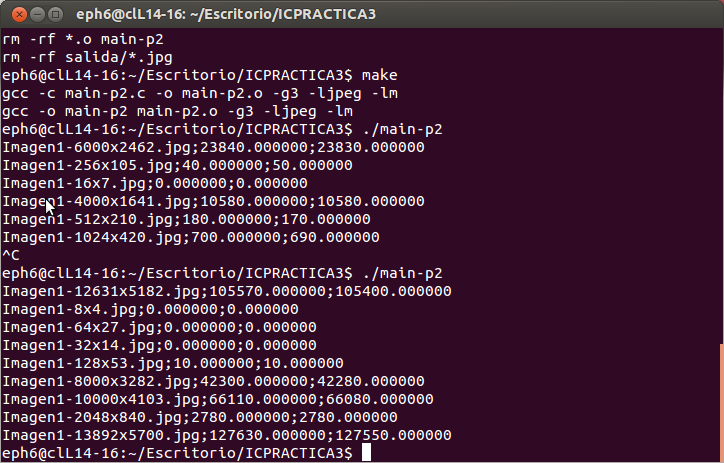 eph6@clL14-16: ~/Escritorio/ICPRACTICA3
rm -rf *.o main-p2
rm -rf salida/*.jpg
eph6@clL14-16:~/Escritorio/ICPRACTICA3$ make
gcc -c main-p2.c -o main-p2.o -g3 -ljpeg -lm
gcc -o main-p2 main-p2.o -g3 -ljpeg -lm
eph6@clL14-16:~/Escritorio/ICPRACTICA3$ ./main-p2
Imagen1-6000x2462.jpg;23840.000000;23830.000000
Imagen1-256x105.jpg;40.000000;50.000000
Imagen1-16x7.jpg;0.000000;0.000000
Imagen1-4000x1641.jpg;10580.000000;10580.000000
Imagen1-512x210.jpg;180.000000;170.000000
Imagen1-1024x420.jpg;700.000000;690.000000
^C
eph6@clL14-16:~/Escritorio/ICPRACTICA3$ ./main-p2
Imagen1-12631x5182.jpg;105570.000000;105400.000000
Imagen1-8x4.jpg;0.000000;0.000000
Imagen1-64x27.jpg;0.000000;0.000000
Imagen1-32x14.jpg;0.000000;0.000000
Imagen1-128x53.jpg;10.000000;10.000000
Imagen1-8000x3282.jpg;42300.000000;42280.000000
Imagen1-10000x4103.jpg;66110.000000;66080.000000
Imagen1-2048x840.jpg;2780.000000;2780.000000
Imagen1-13892x5700.jpg;127630.000000;127550.000000
eph6@clL14-16:~/Escritorio/ICPRACTICA3$